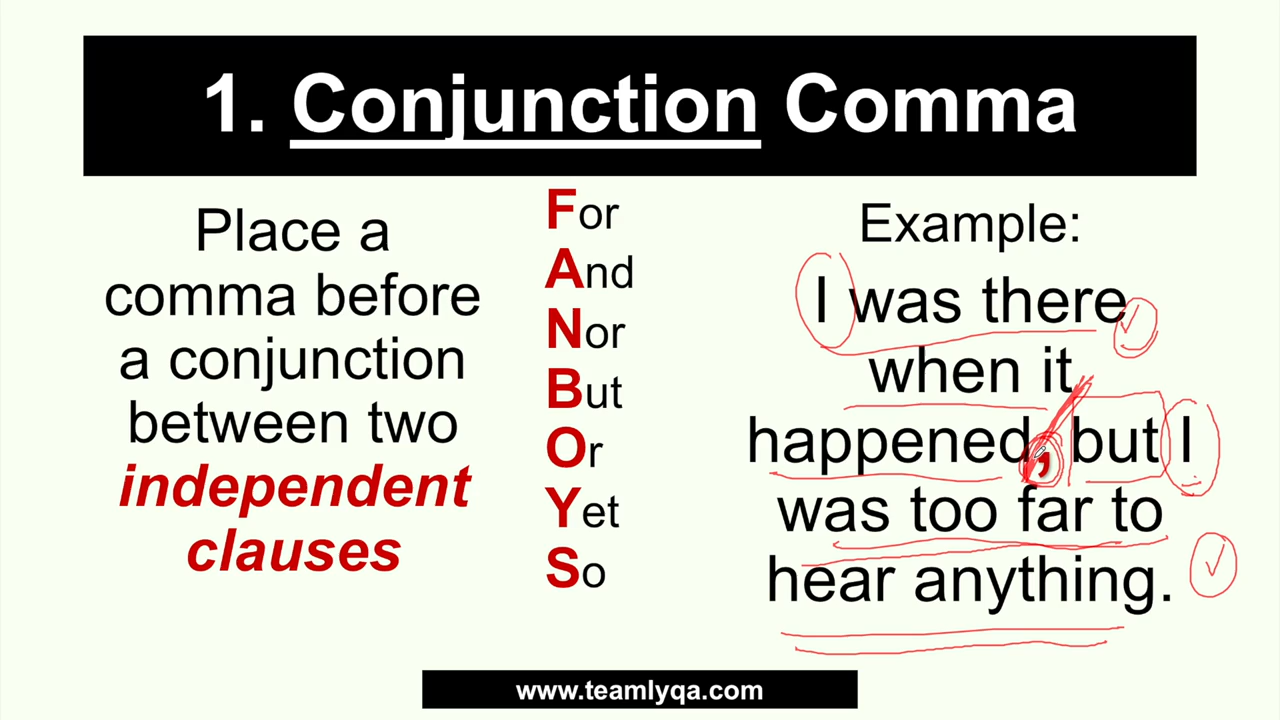 1. Conjunction Comma
Place a
comma before
a conjunction
between two
independent
clauses
For
And
Nor
But
Or
Yet
So
Example:
I was there
when it
happened, but I
was too far to
hear anything.
www.teamlyqa.com